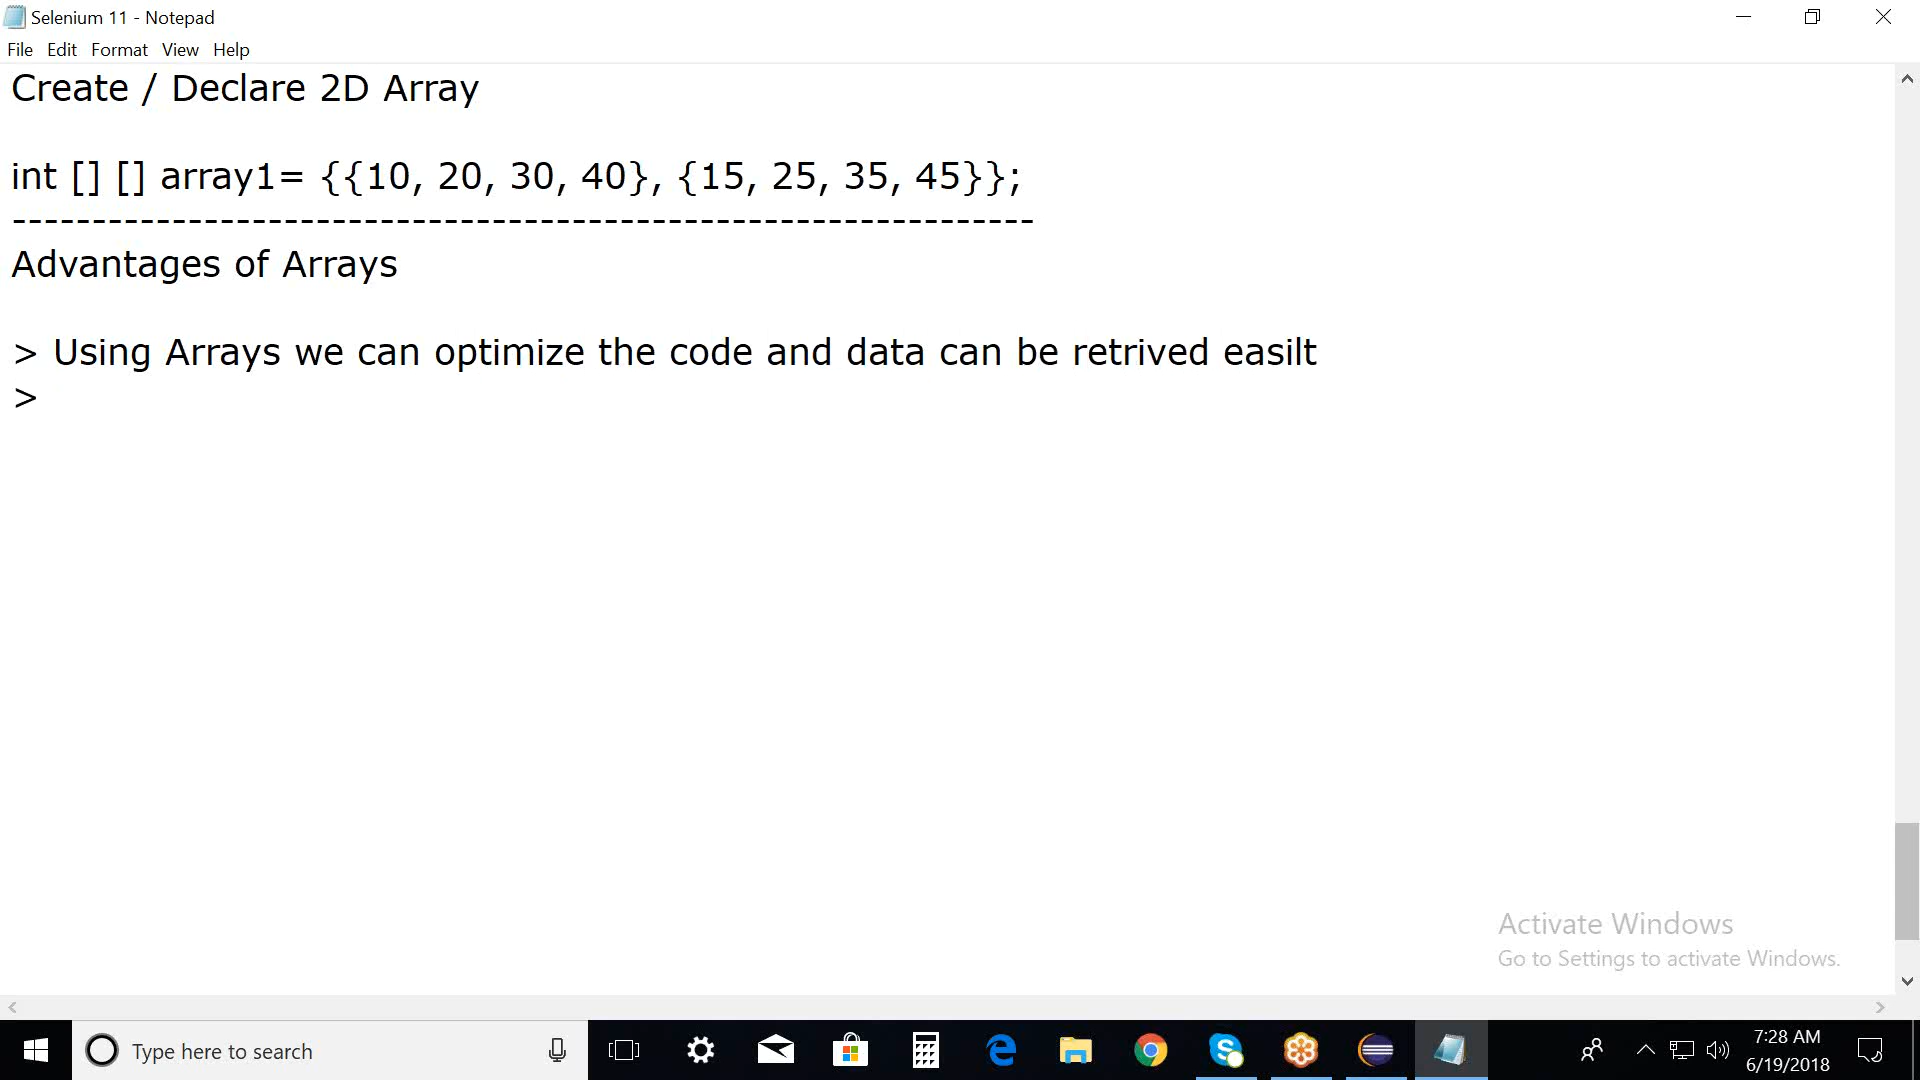 Selenium 11 - Notepad
File Edit Format View Help
Create / Declare 2D Array
int [] [] array1= {{10, 20, 30, 40}, {15, 25, 35, 45}};
----------------------------------------------------------------
Advantages of Arrays
> Using Arrays we can optimize the code and data can be retrived easilt
>
Activate Windows
Go to Settings to activate Windows.
Type here to search
7:28 AM
6/19/2018